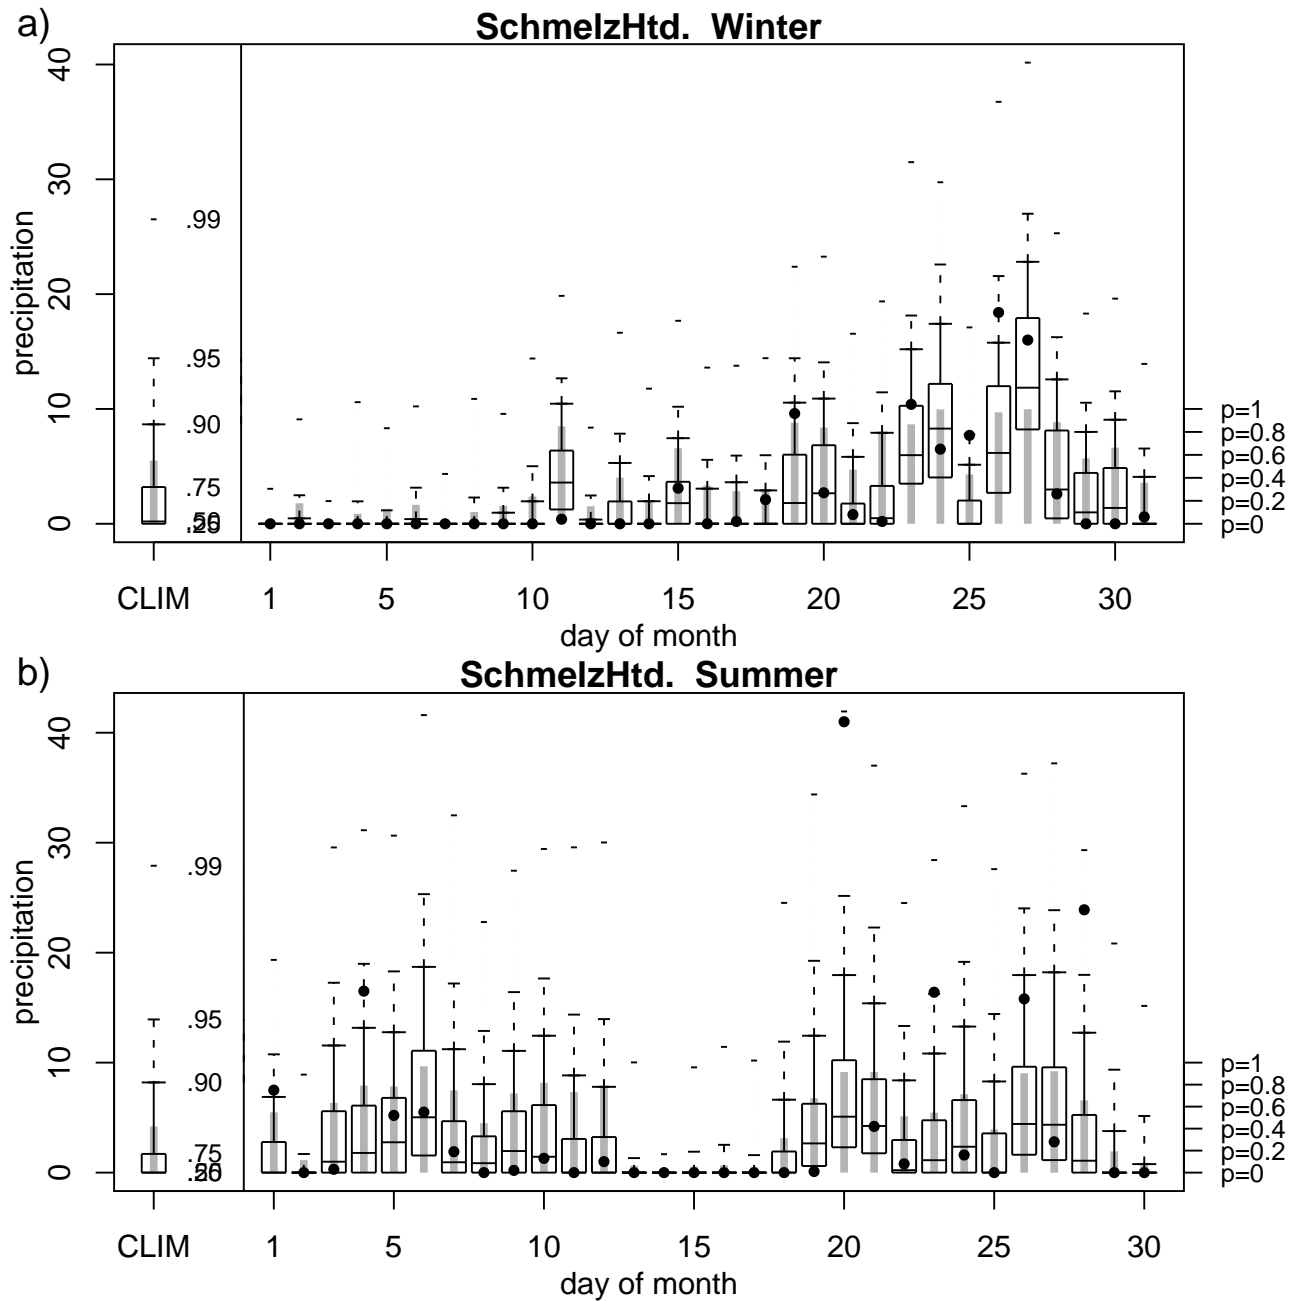 a)
SchmelzHtd. Winter
precipitation
40
30
20
10
0
.99
.95
.90
.75
.50
.25
p=1
p=0.8
p=0.6
p=0.4
p=0.2
p=0
CLIM 1 5 10 15 20 25 30
day of month
b)
SchmelzHtd. Summer
precipitation
40
30
20
10
0
.99
.95
.90
.75
.50
p=1
p=0.8
p=0.6
p=0.4
p=0.2
p=0
CLIM 1 5 10 15 20 25 30
day of month